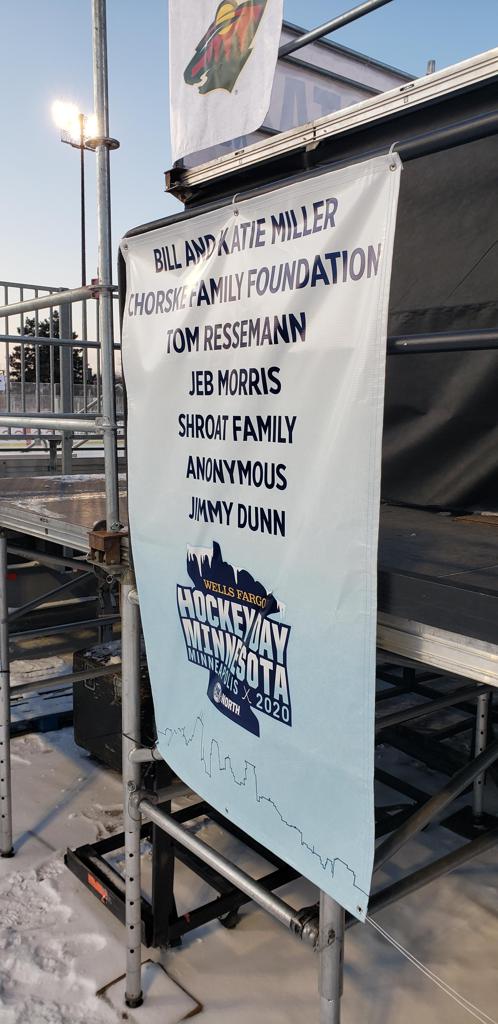 BILL AND KATIE MILLER
CHORSKE FAMILY FOUNDATION
TOM RESSEMANN
JEB MORRIS
SHROAT FAMILY
ANONYMOUS
JIMMY DUNN
WELLS FARGO
HOCKEY DAY
MINNESOTA
MINNEAPOLIS X 2020
NORTH